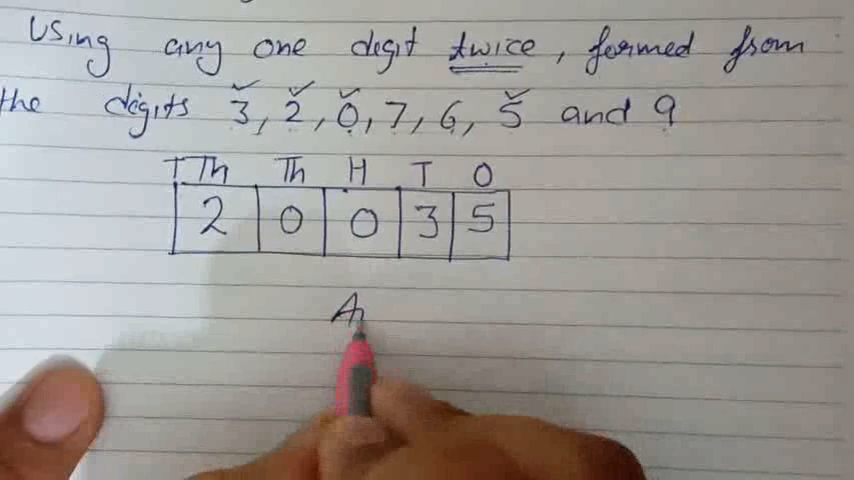 Using any one digit twice, formed from
the digits 3, 2, 0, 7, 6, 5 and 9
TTh Th H T O
2 0 0 3 5
An